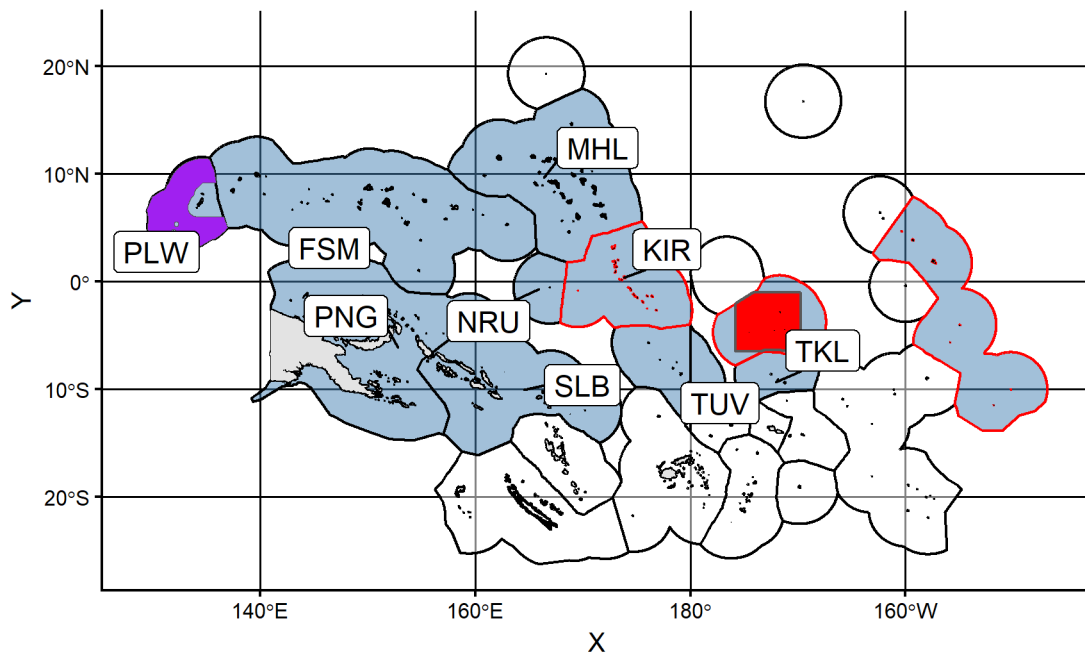 20°N
10°N
0°
10°S
20°S
Y
MHL
PLW
FSM
KIR
PNG
NRU
TKL
SLB
TUV
140°E
160°E
180°
160°W
X